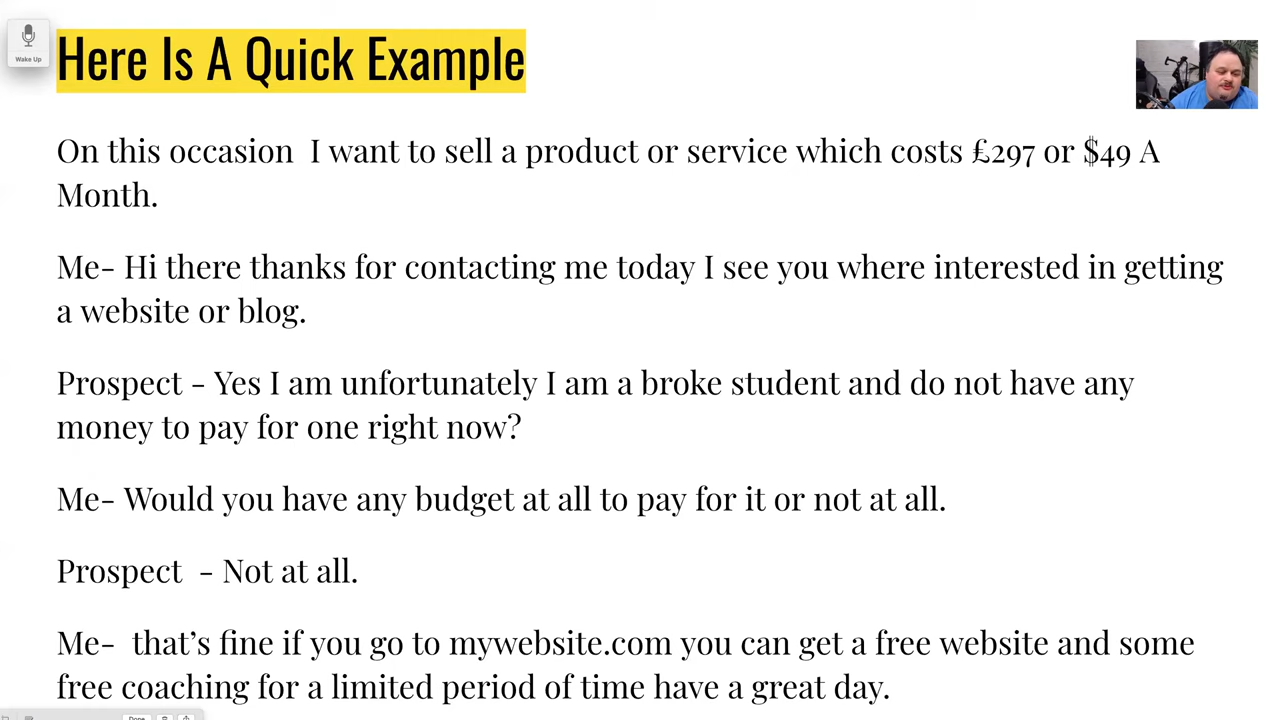 Wake Up
Here Is A Quick Example
On this occasion  I want to sell a product or service which costs £297 or $49 A
Month.
Me- Hi there thanks for contacting me today I see you where interested in getting
a website or blog.
Prospect - Yes I am unfortunately I am a broke student and do not have any
money to pay for one right now?
Me- Would you have any budget at all to pay for it or not at all.
Prospect  - Not at all.
Me-  that’s fine if you go to mywebsite.com you can get a free website and some
free coaching for a limited period of time have a great day.
Done